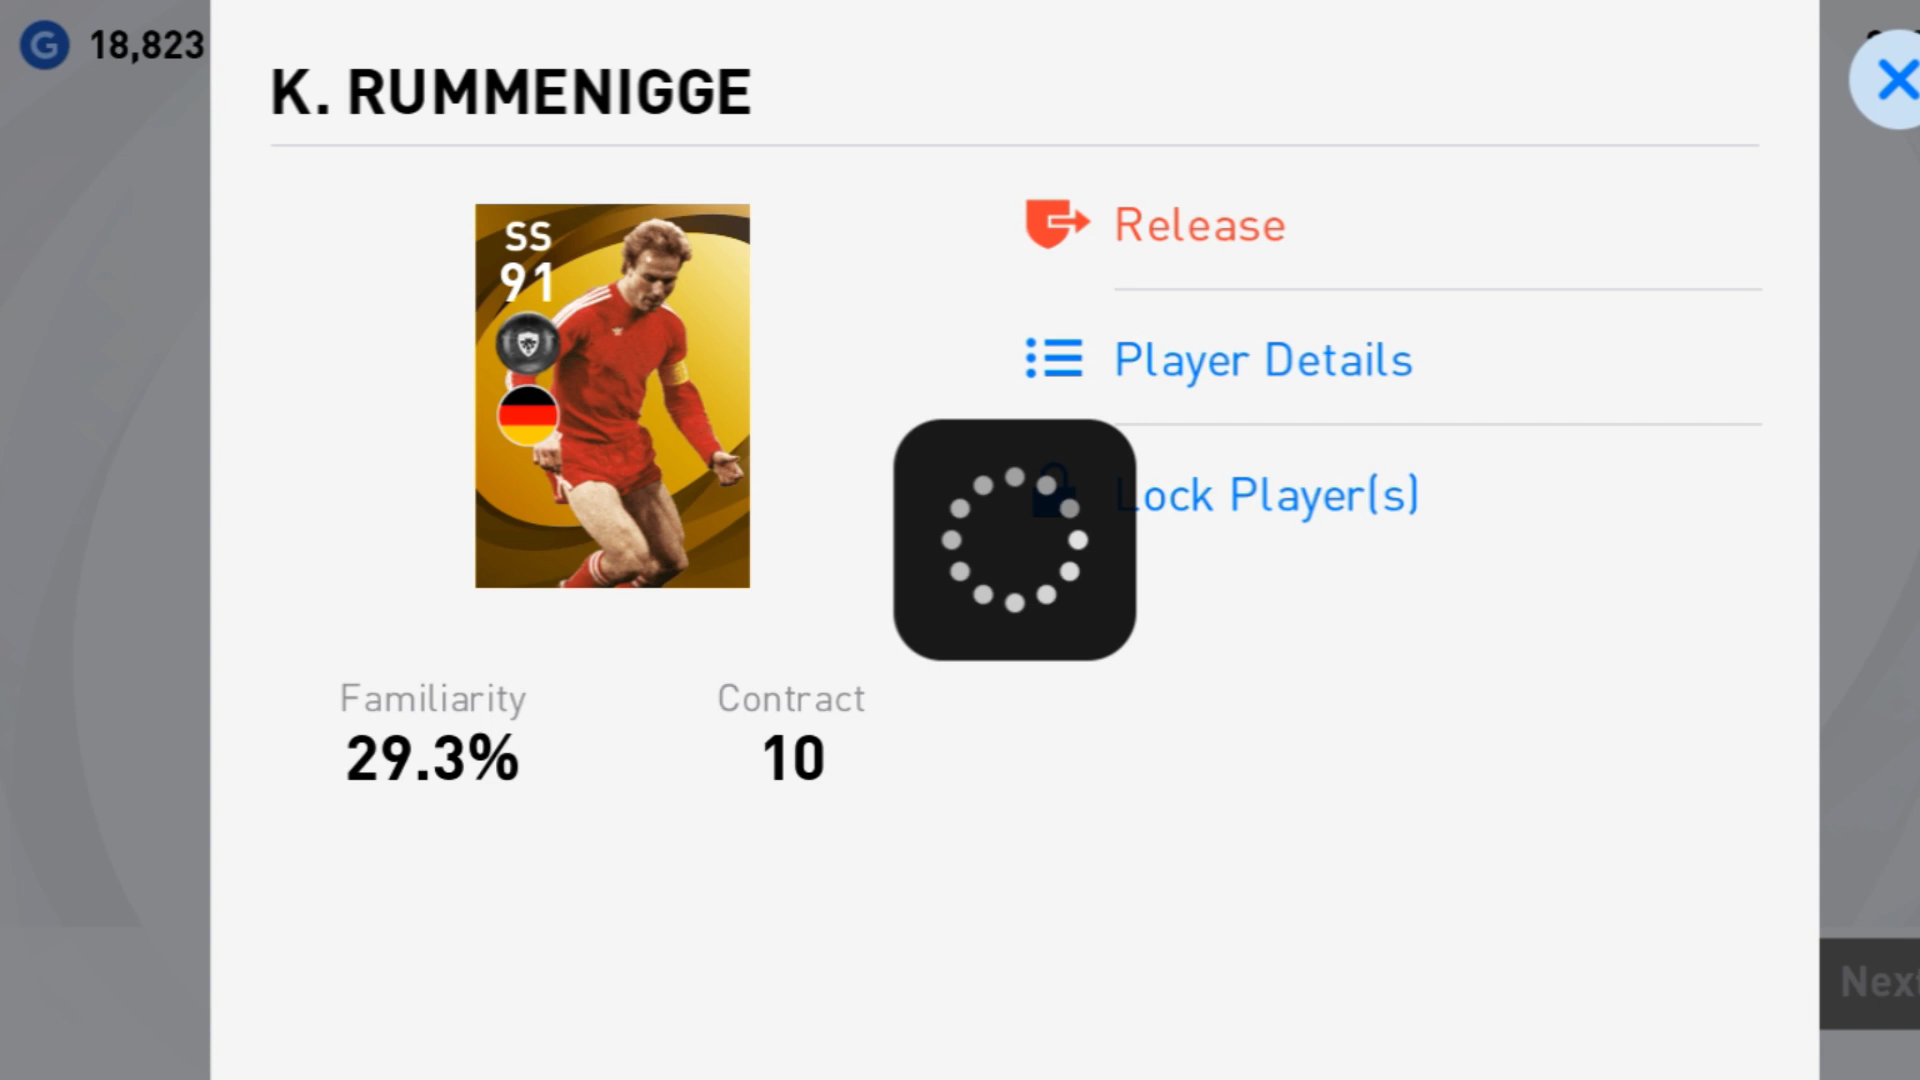 G 18,823
K. RUMMENIGGE
SS
91
Release
Player Details
Lock Player(s)
Familiarity
29.3%
Contract
10